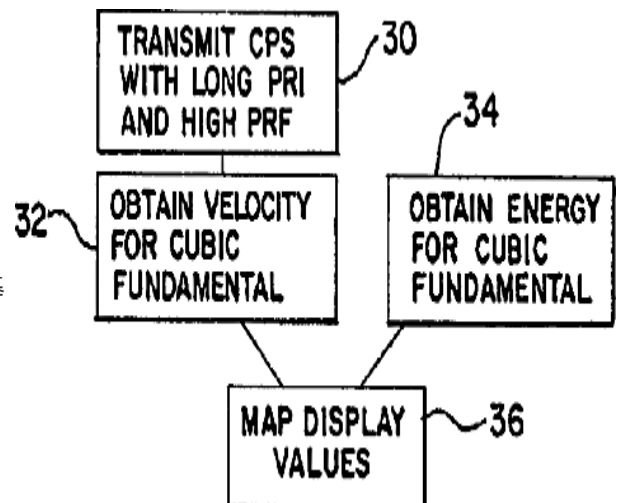 TRANSMIT CPS
WITH LONG PRI
AND HIGH PRF
30
34
32
OBTAIN VELOCITY
FOR CUBIC
FUNDAMENTAL
OBTAIN ENERGY
FOR CUBIC
FUNDAMENTAL
MAP DISPLAY
VALUES
36